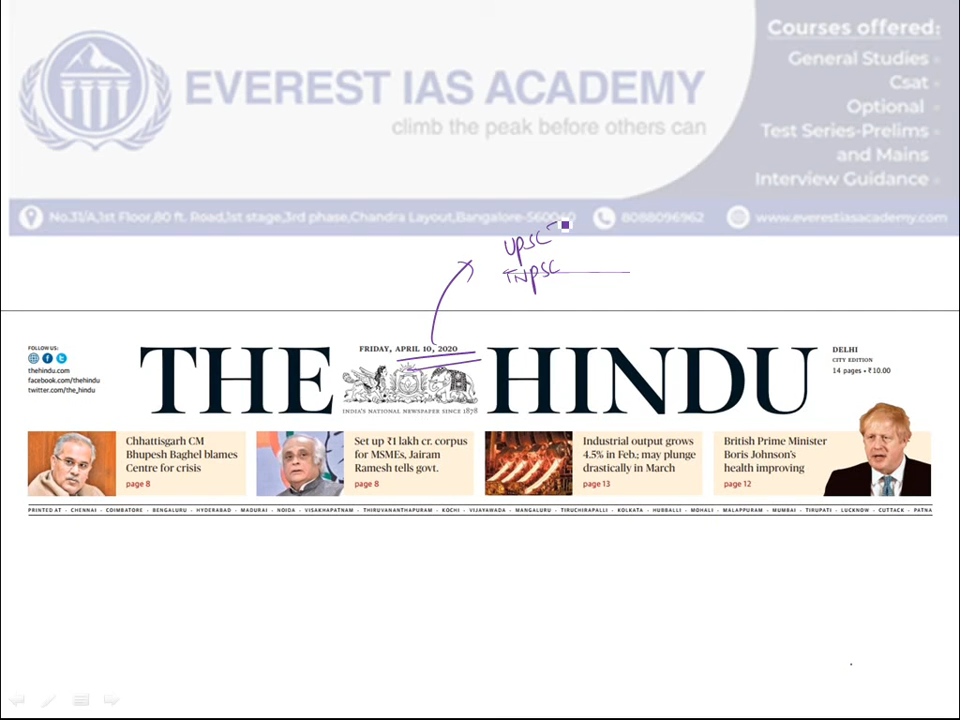 Courses offered:
General Studies
Csat
Optional
Test Series-Prelims
and Mains
Interview Guidance
EVEREST IAS ACADEMY
climb the peak before others can
No.31/A,1st Floor,80 ft. Road,1st stage,3rd phase,Chandra Layout,Bangalore-560040
8088096962
www.everestiasacademy.com
UPSC
TNPSC
FOLLOW US:
thehindu.com
facebook.com/thehindu
twitter.com/the_hindu
FRIDAY, APRIL 10, 2020
THE HINDU
INDIA'S NATIONAL NEWSPAPER SINCE 1878
DELHI
CITY EDITION
14 pages • ₹10.00
Chhattisgarh CM
Bhupesh Baghel blames
Centre for crisis
page 8
Set up ₹1 lakh cr. corpus
for MSMEs, Jairam
Ramesh tells govt.
page 8
Industrial output grows
4.5% in Feb.; may plunge
drastically in March
page 13
British Prime Minister
Boris Johnson's
health improving
page 12
PRINTED AT • CHENNAI • COIMBATORE • BENGALURU • HYDERABAD • MADURAI • NOIDA • VISAKHAPATNAM • THIRUVANANTHAPURAM • KOCHI • VIJAYAWADA • MANGALURU • TIRUCHIRAPALLI • KOLKATA • HUBBALLI • MOHALI • MALAPPURAM • MUMBAI • TIRUPATI • LUCKNOW • CUTTACK • PATNA